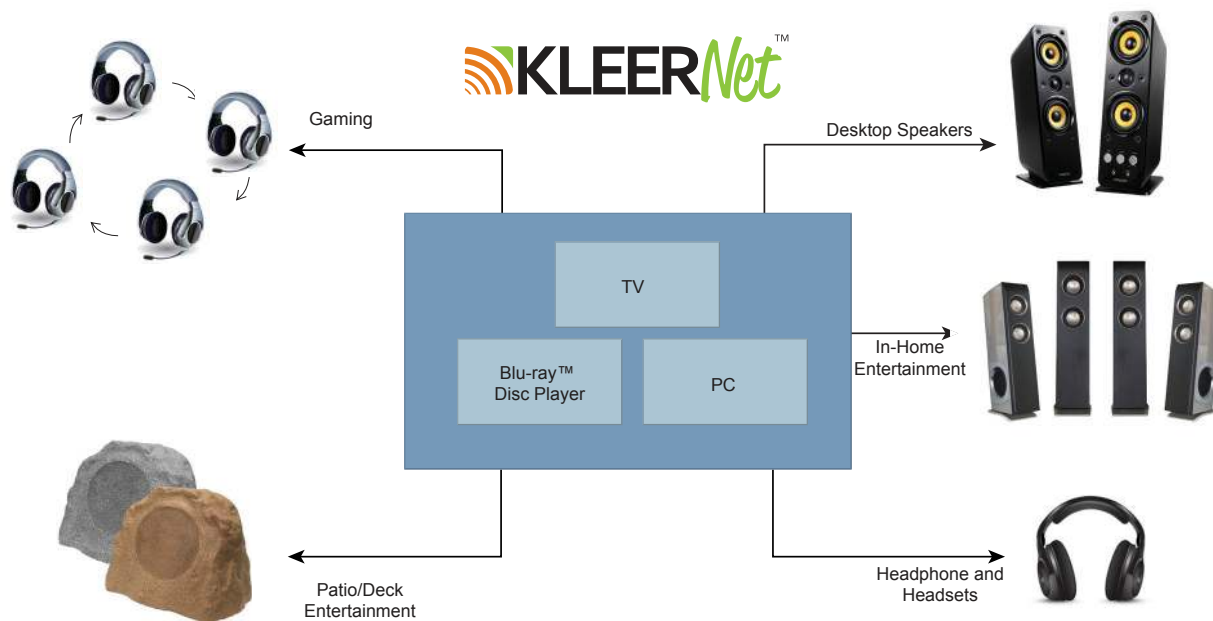 KLEERNet™
Gaming
Desktop Speakers
TV
Blu-ray™
Disc Player
PC
In-Home
Entertainment
Patio/Deck
Entertainment
Headphone and
Headsets